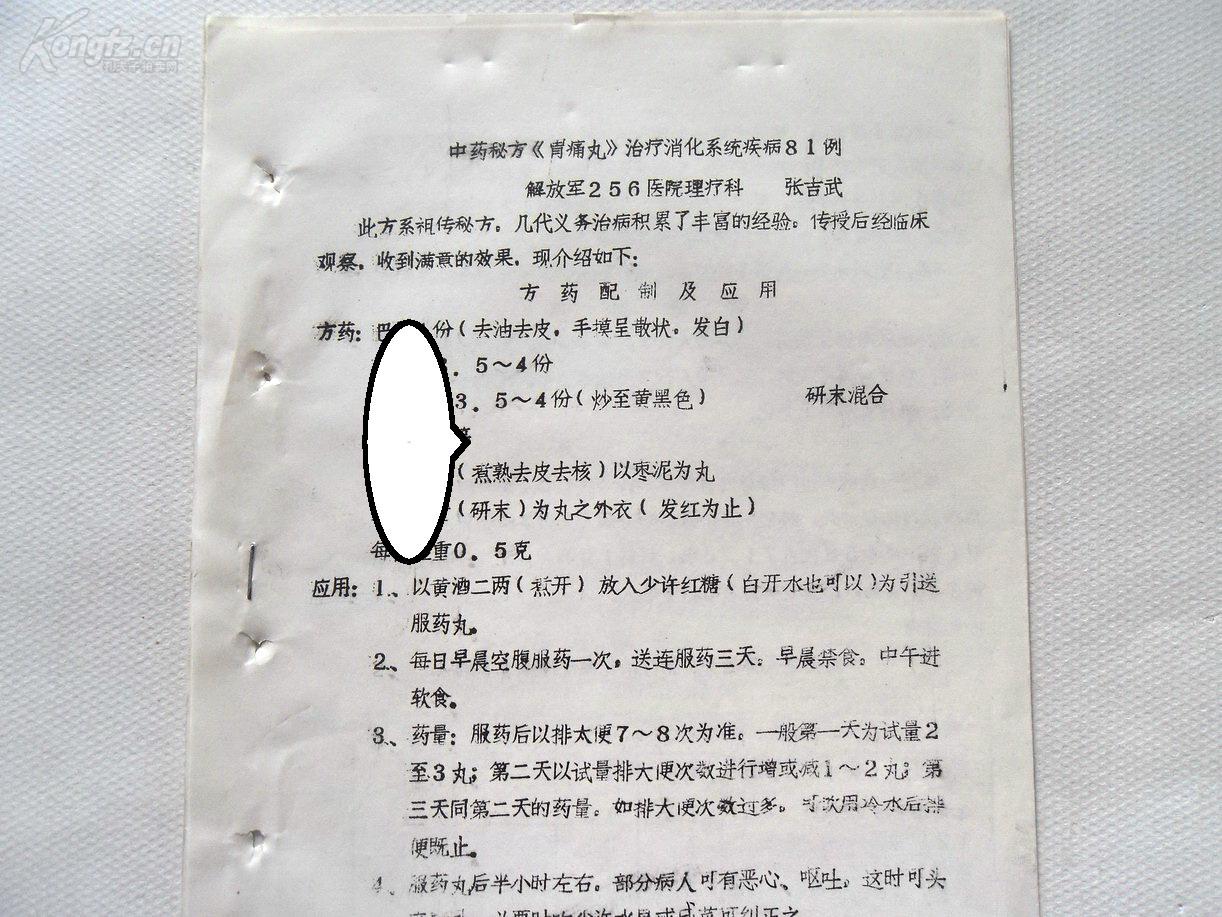 Kongfz.cn
中药秘方《胃痛丸》治疗消化系统疾病81例
解放军256医院理疗科 张吉武
此方系祖传秘方，几代义务治病积累了丰富的经验。传授后经临床
观察，收到满意的效果，现介绍如下：
方药配制及应用
方药：巴 份（去油去皮，手摸呈散状，发白）
．5～4份
3．5～4份（炒至黄黑色） 研末混合
（煮熟去皮去核）以枣泥为丸
（研末）为丸之外衣（发红为止）
每 重0．5克
应用：1、以黄酒二两（煮开）放入少许红糖（白开水也可以）为引送
服药丸。
2、每日早晨空腹服药一次，送连服药三天。早晨禁食。中午进
软食。
3、药量：服药后以排大便7～8次为准。一般第一天为试量2
至3丸；第二天以试量排大便次数进行增或减1～2丸；第
三天同第二天的药量。如排大便次数过多。可饮用冷水后排
便既止。
4、服药丸后半小时左右。部分病人可有恶心、呕吐，这时可头